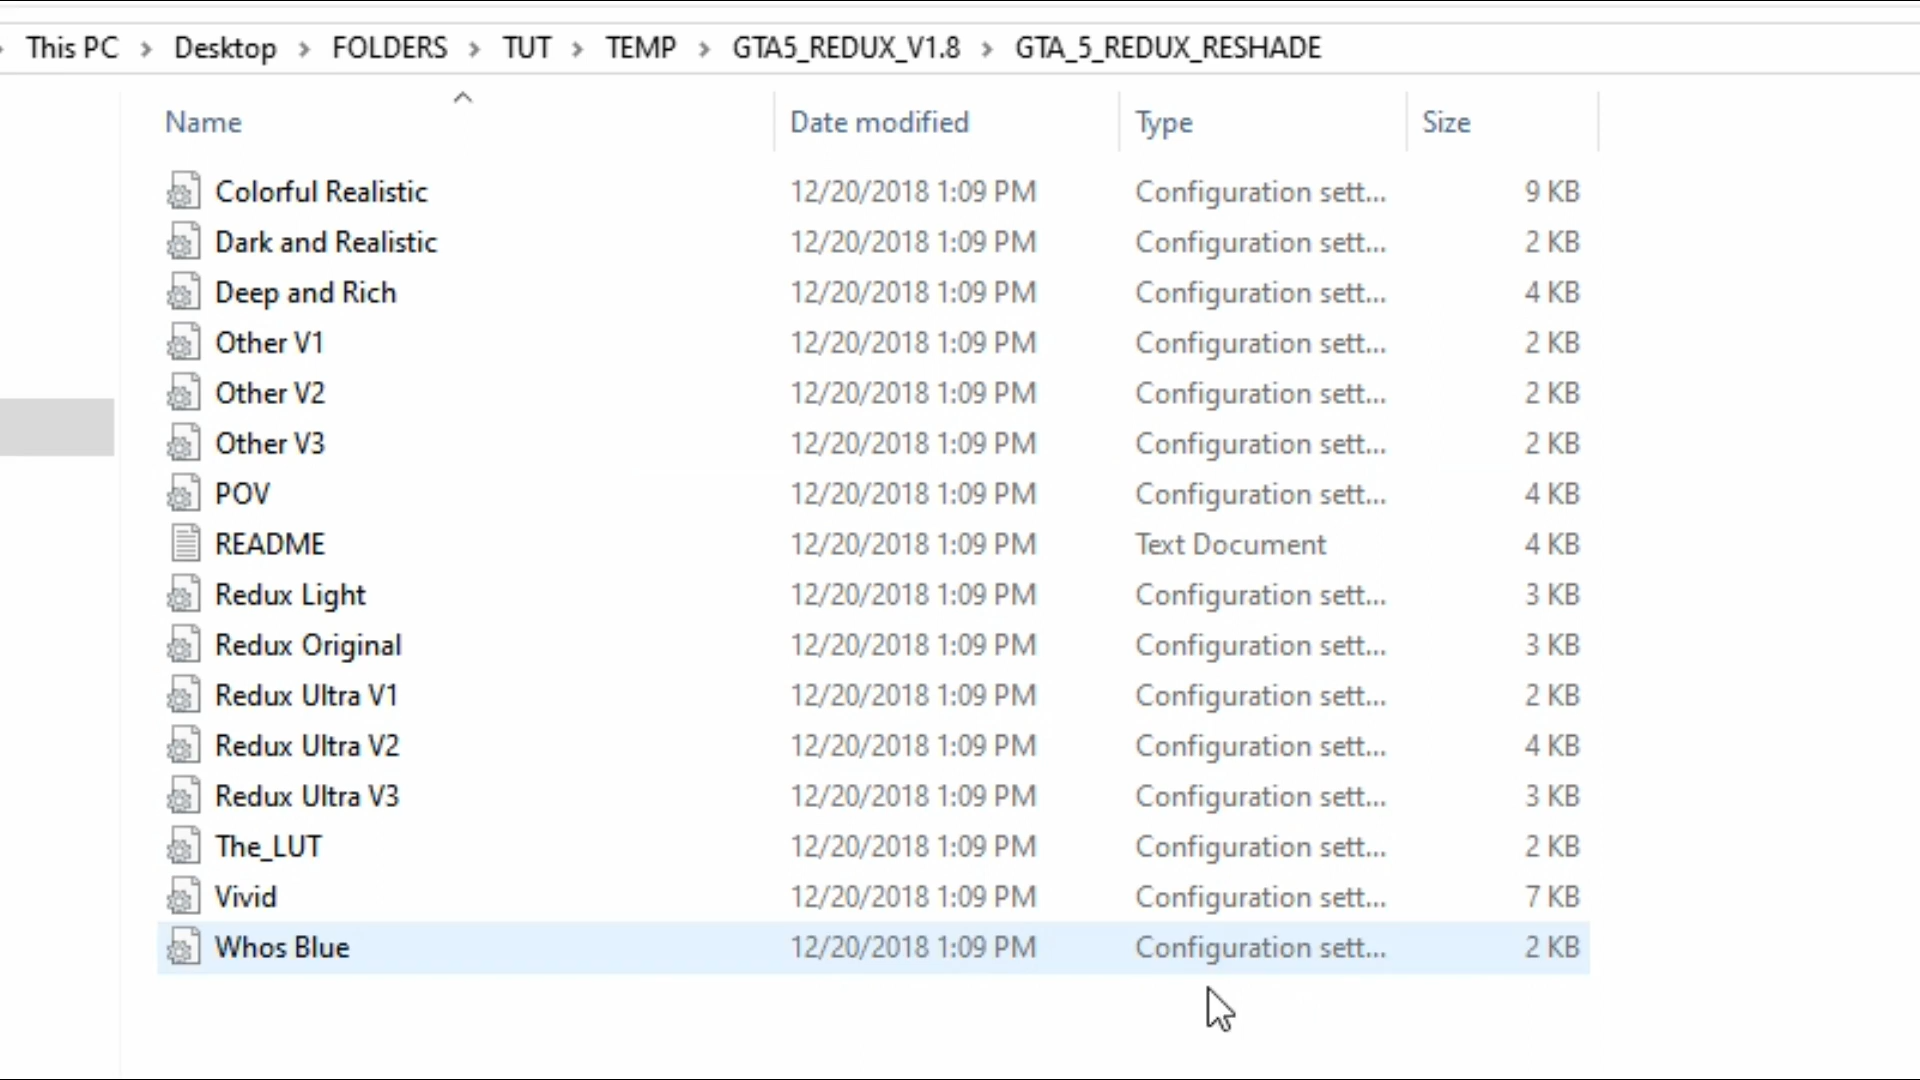 This PC > Desktop > FOLDERS > TUT > TEMP > GTA5_REDUX_V1.8 > GTA_5_REDUX_RESHADE
Name Date modified Type Size
Colorful Realistic 12/20/2018 1:09 PM Configuration sett... 9 KB
Dark and Realistic 12/20/2018 1:09 PM Configuration sett... 2 KB
Deep and Rich 12/20/2018 1:09 PM Configuration sett... 4 KB
Other V1 12/20/2018 1:09 PM Configuration sett... 2 KB
Other V2 12/20/2018 1:09 PM Configuration sett... 2 KB
Other V3 12/20/2018 1:09 PM Configuration sett... 2 KB
POV 12/20/2018 1:09 PM Configuration sett... 4 KB
README 12/20/2018 1:09 PM Text Document 4 KB
Redux Light 12/20/2018 1:09 PM Configuration sett... 3 KB
Redux Original 12/20/2018 1:09 PM Configuration sett... 3 KB
Redux Ultra V1 12/20/2018 1:09 PM Configuration sett... 2 KB
Redux Ultra V2 12/20/2018 1:09 PM Configuration sett... 4 KB
Redux Ultra V3 12/20/2018 1:09 PM Configuration sett... 3 KB
The_LUT 12/20/2018 1:09 PM Configuration sett... 2 KB
Vivid 12/20/2018 1:09 PM Configuration sett... 7 KB
Whos Blue 12/20/2018 1:09 PM Configuration sett... 2 KB